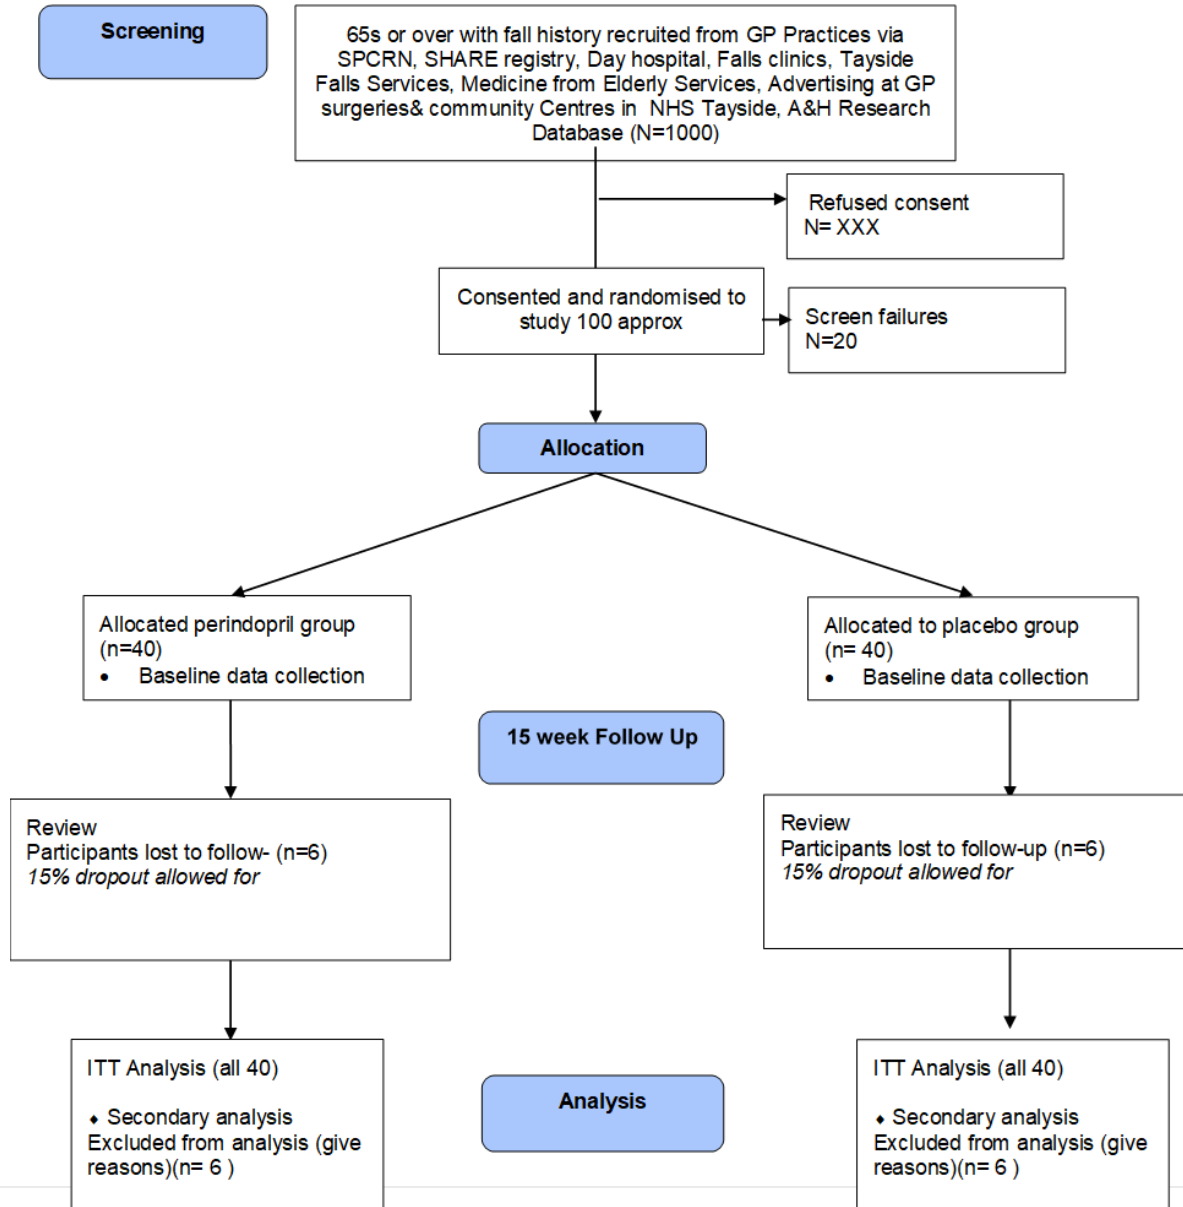 Screening
65s or over with fall history recruited from GP Practices via
SPCRN, SHARE registry, Day hospital, Falls clinics, Tayside
Falls Services, Medicine from Elderly Services, Advertising at GP
surgeries& community Centres in  NHS Tayside, A&H Research
Database (N=1000)
Refused consent
N= XXX
Consented and randomised to
study 100 approx
Screen failures
N=20
Allocation
Allocated perindopril group
(n=40)
• Baseline data collection
Allocated to placebo group
(n= 40)
• Baseline data collection
15 week Follow Up
Review
Participants lost to follow- (n=6)
15% dropout allowed for
Review
Participants lost to follow-up (n=6)
15% dropout allowed for
ITT Analysis (all 40)
♦ Secondary analysis
Excluded from analysis (give
reasons)(n= 6 )
Analysis
ITT Analysis (all 40)
♦ Secondary analysis
Excluded from analysis (give
reasons)(n= 6 )